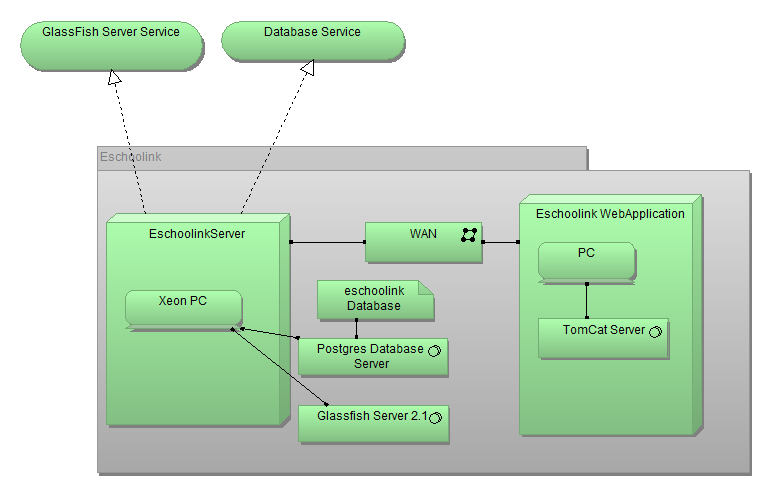 GlassFish Server Service
Database Service
Eschoolink
EschoolinkServer
WAN
Eschoolink WebApplication
PC
eschoolink
Database
Xeon PC
TomCat Server
Postgres Database
Server
Glassfish Server 2.1